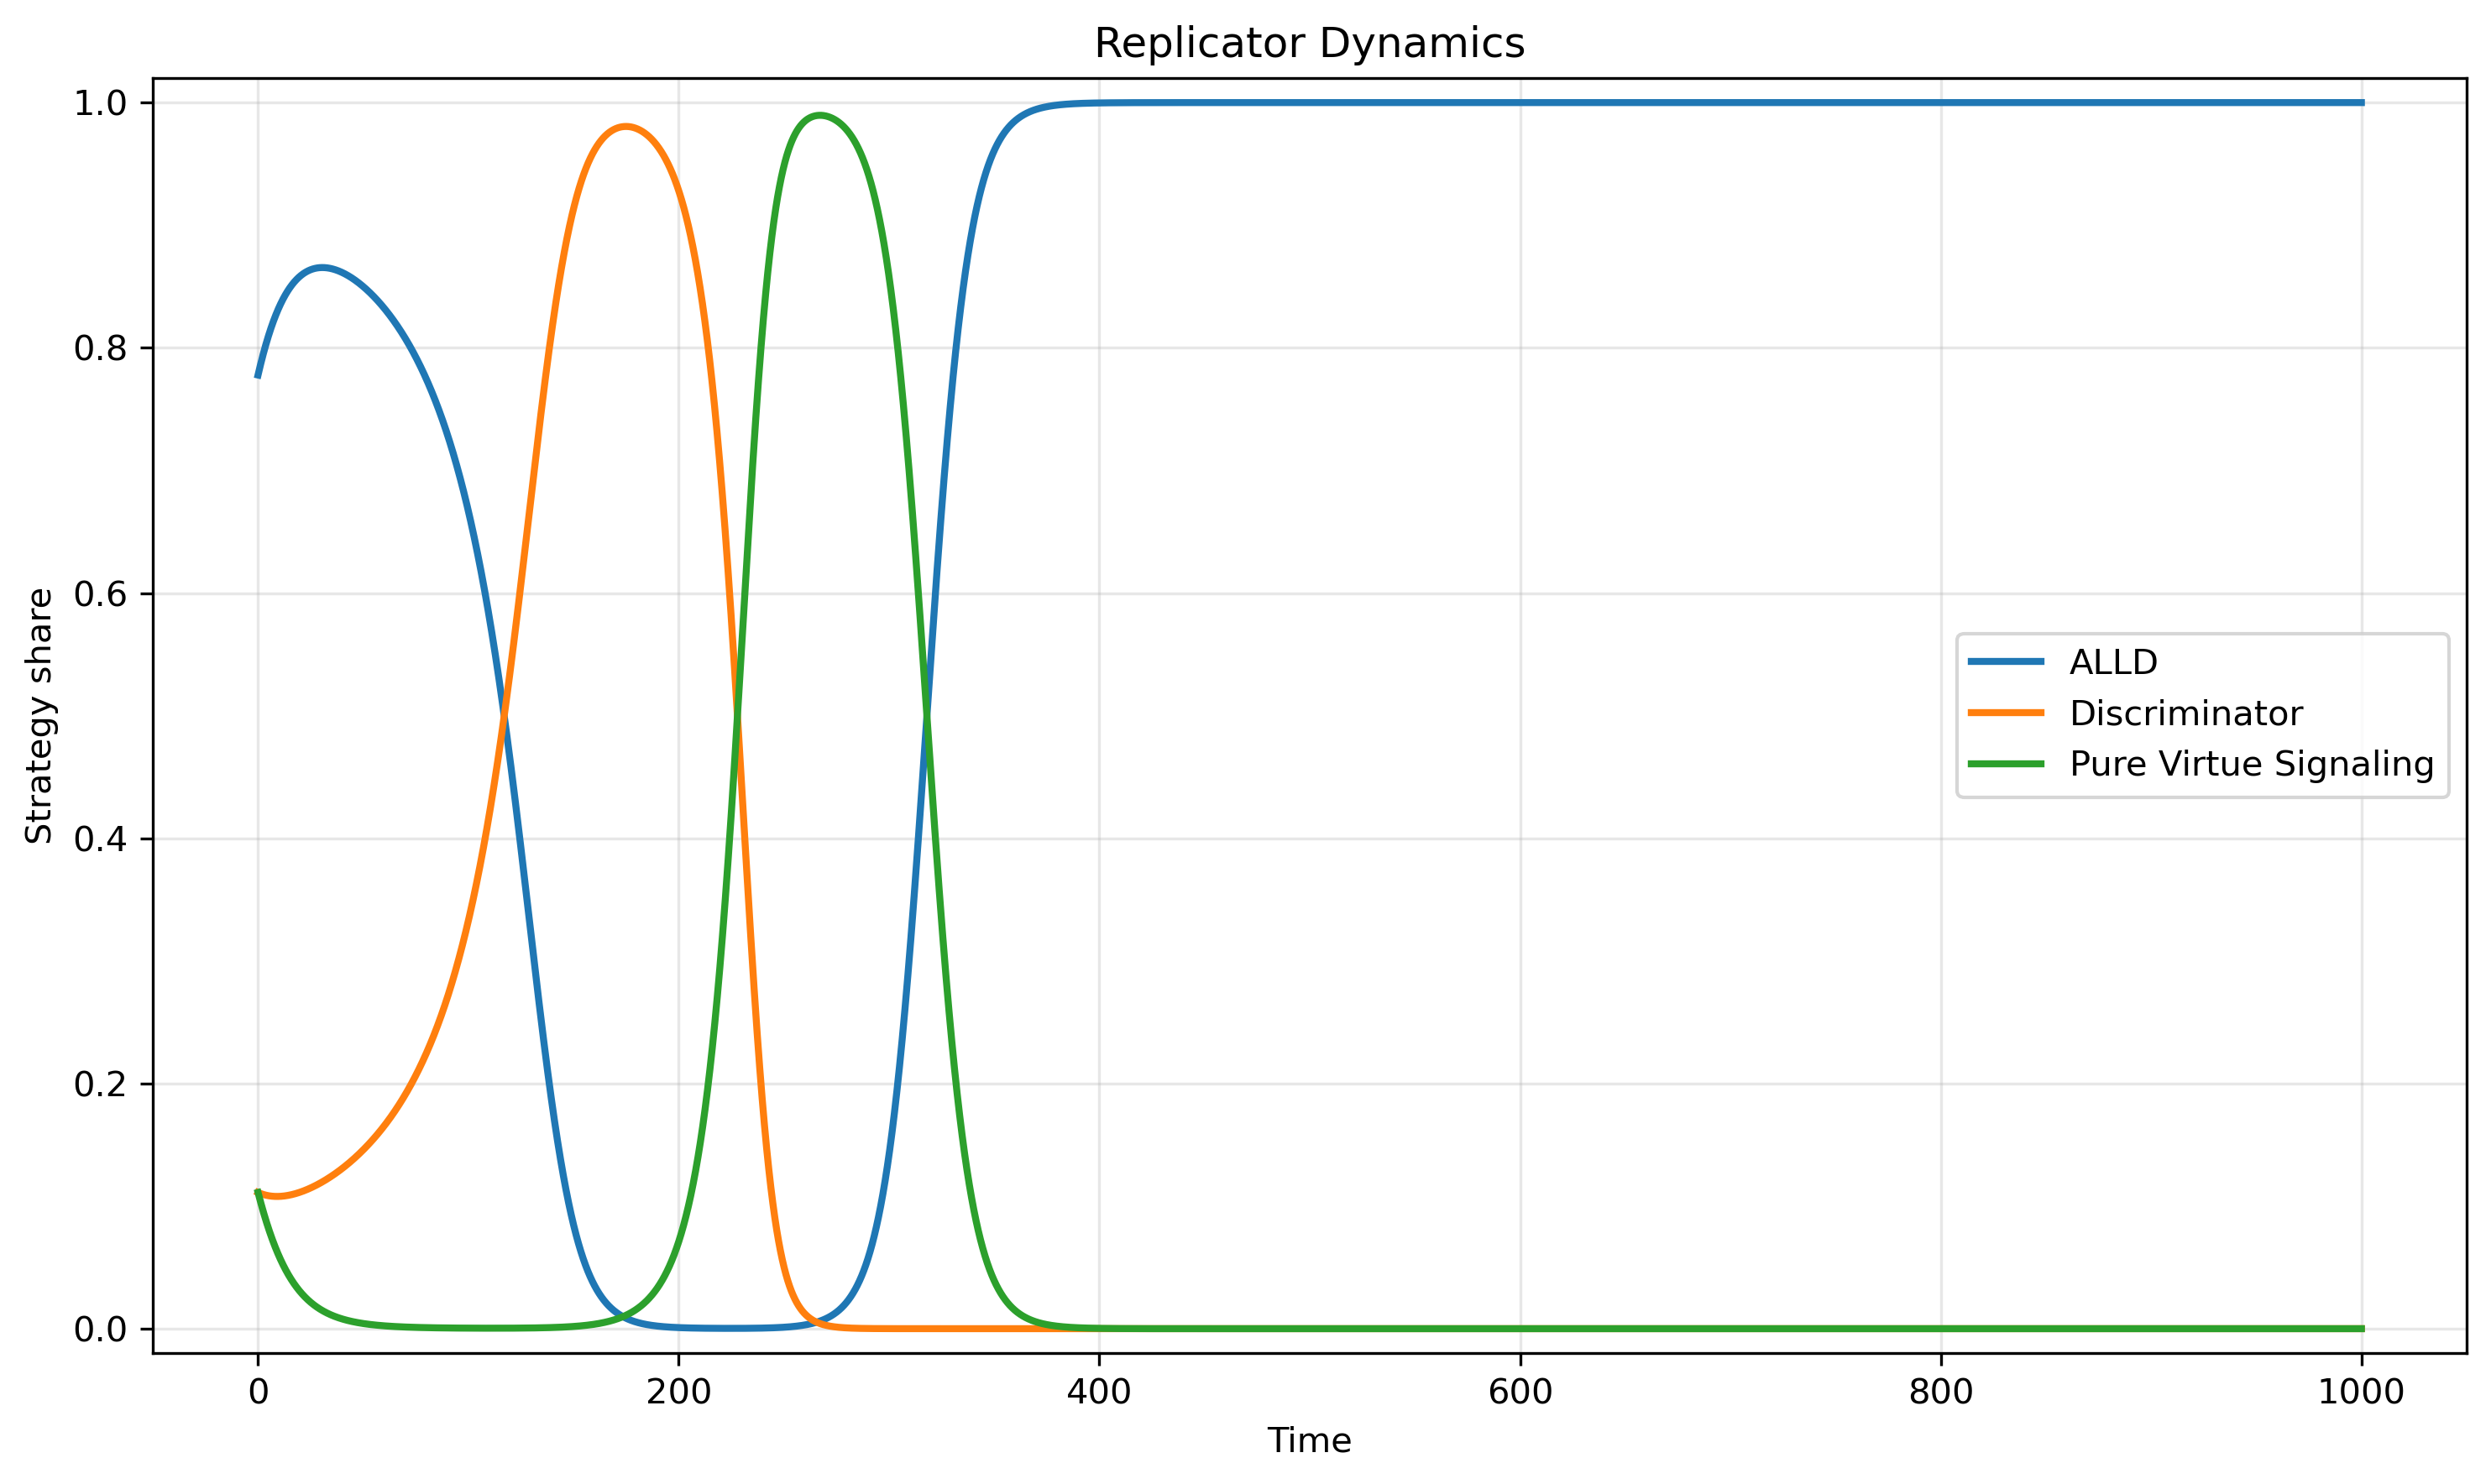 Replicator Dynamics
Strategy share
1.0
0.8
0.6
0.4
0.2
0.0
ALLD
Discriminator
Pure Virtue Signaling
0
200
400
600
800
1000
Time